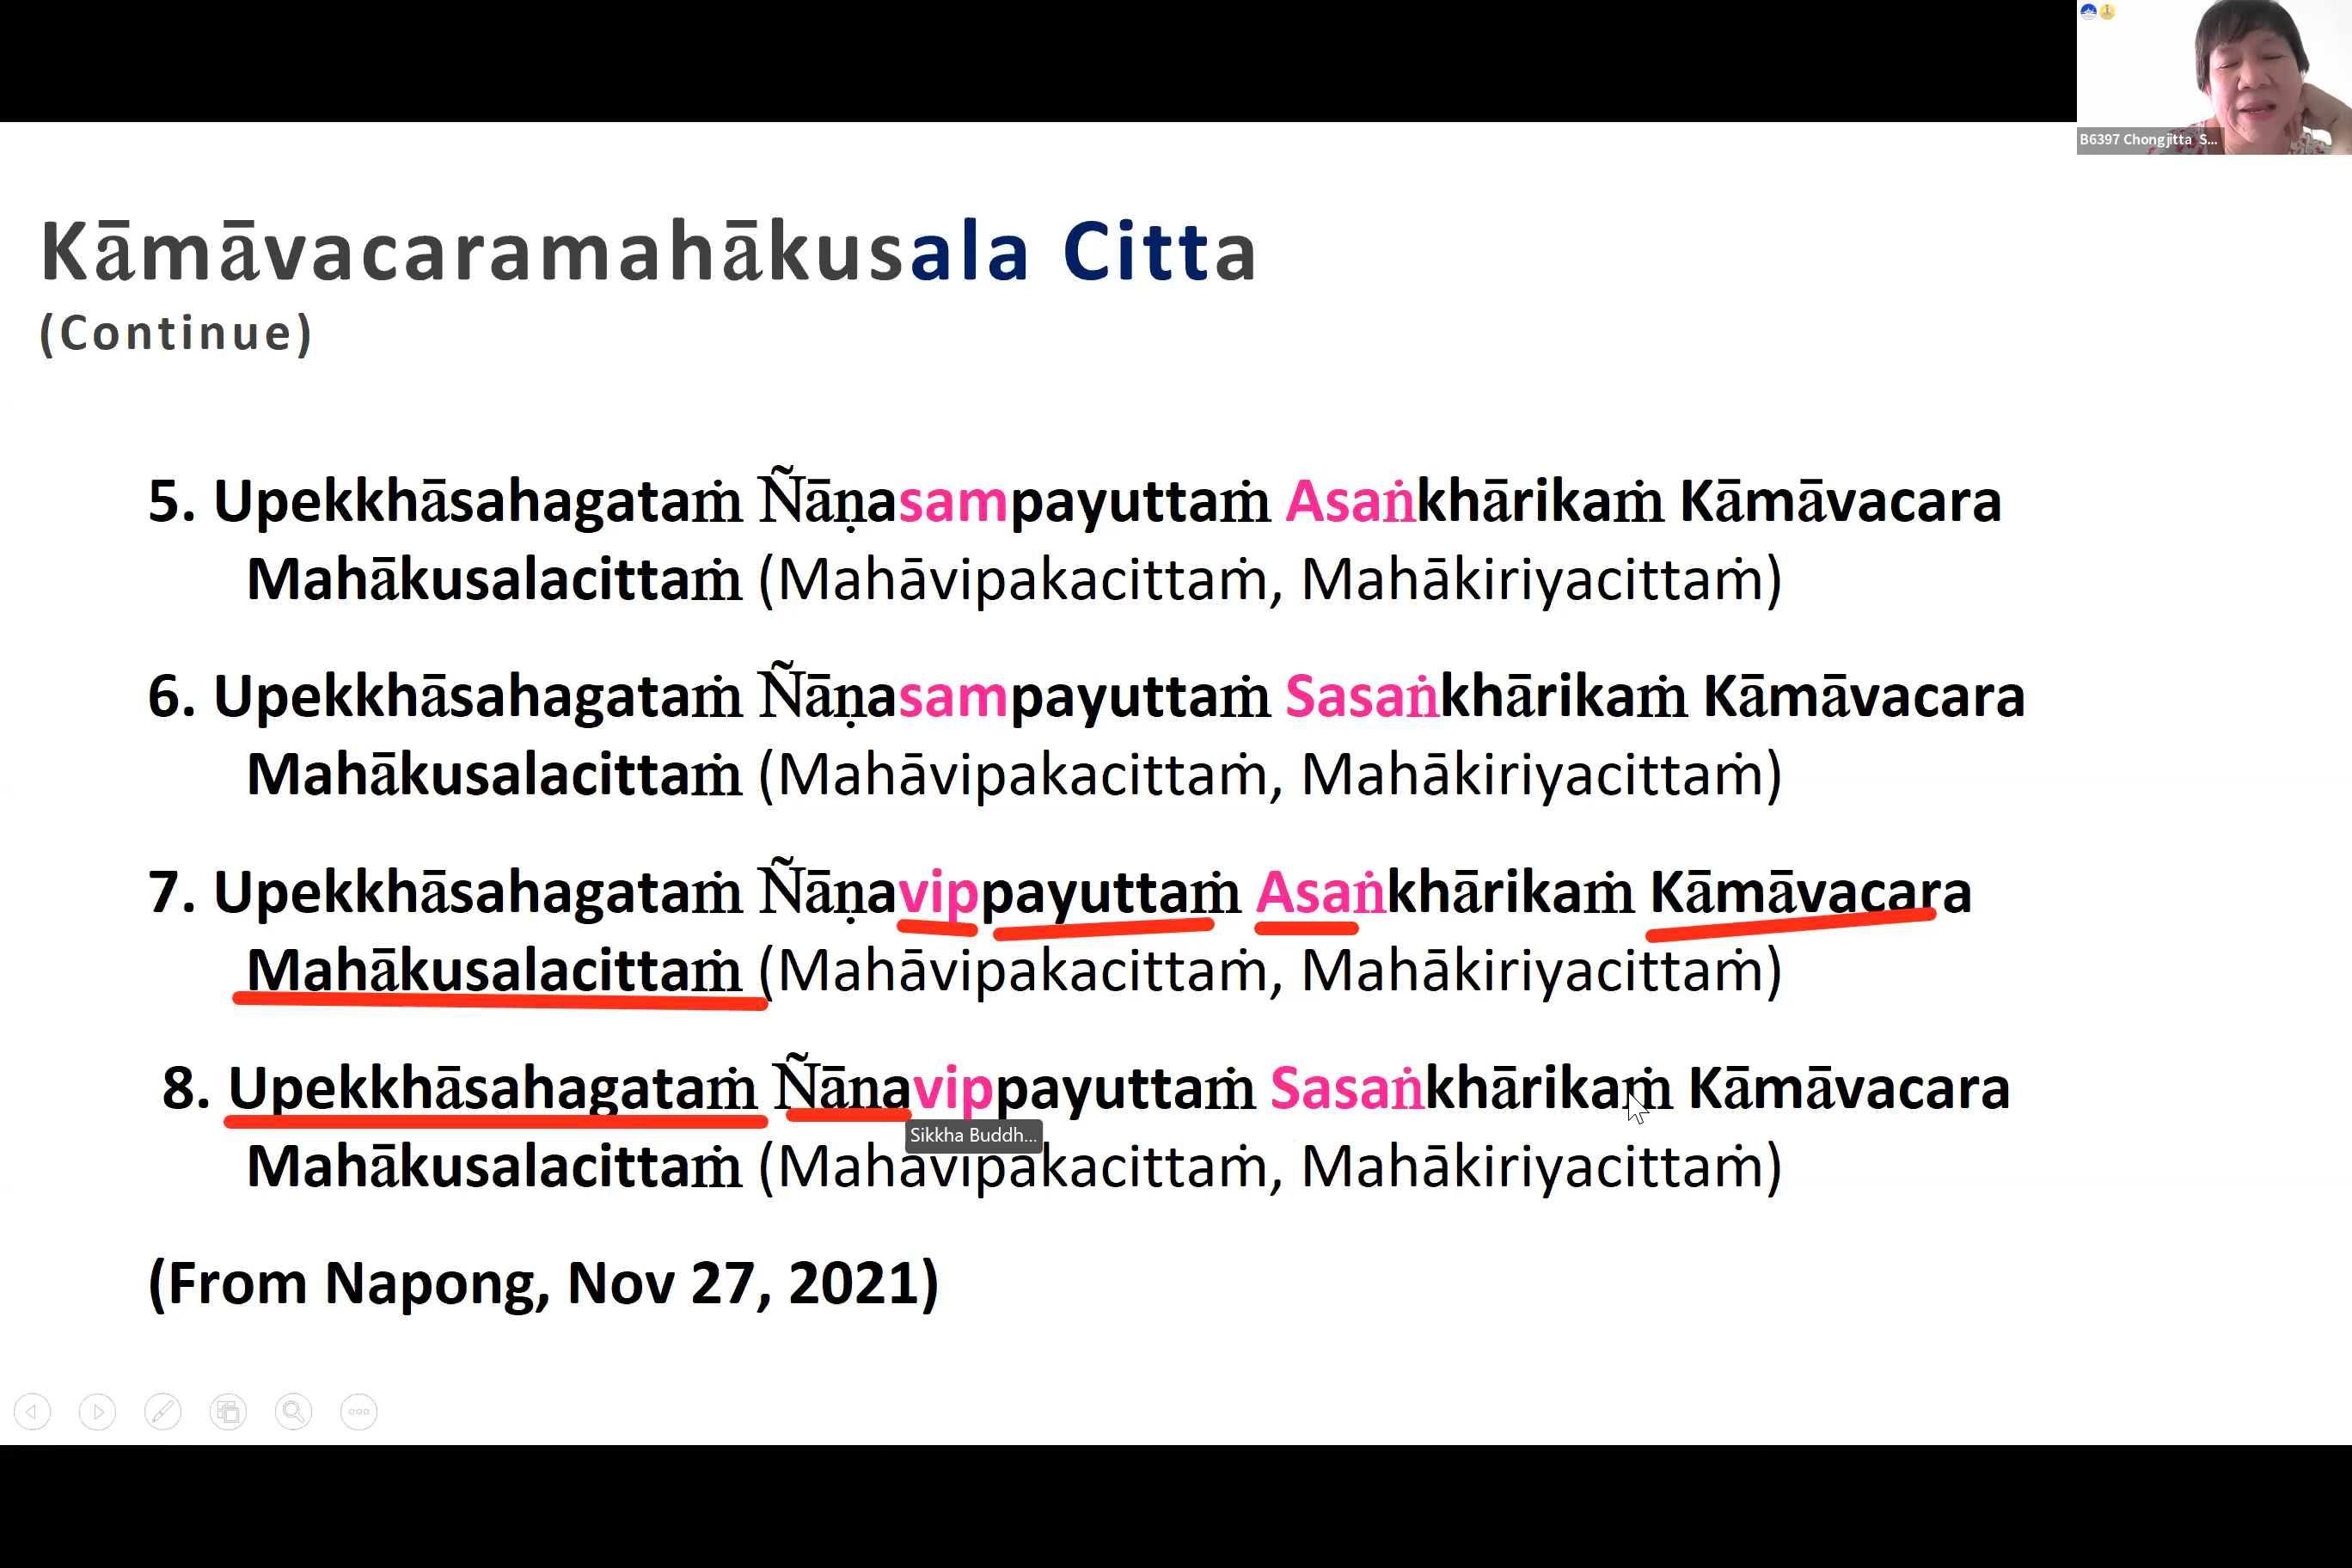 B6397 Chongjitta S...
Kāmāvacaramahākusala Citta
(Continue)
5. Upekkhāsahagataṁ Ñāṇasampayuttaṁ Asaṅkhārikaṁ Kāmāvacara
Mahākusalacittaṁ (Mahāvipakacittaṁ, Mahākiriyacittaṁ)
6. Upekkhāsahagataṁ Ñāṇasampayuttaṁ Sasaṅkhārikaṁ Kāmāvacara
Mahākusalacittaṁ (Mahāvipakacittaṁ, Mahākiriyacittaṁ)
7. Upekkhāsahagataṁ Ñāṇavippayuttaṁ Asaṅkhārikaṁ Kāmāvacara
Mahākusalacittaṁ (Mahāvipakacittaṁ, Mahākiriyacittaṁ)
8. Upekkhāsahagataṁ Ñāṇavippayuttaṁ Sasaṅkhārikaṁ Kāmāvacara
Sikkha Buddh...
Mahākusalacittaṁ (Mahāvipakacittaṁ, Mahākiriyacittaṁ)
(From Napong, Nov 27, 2021)